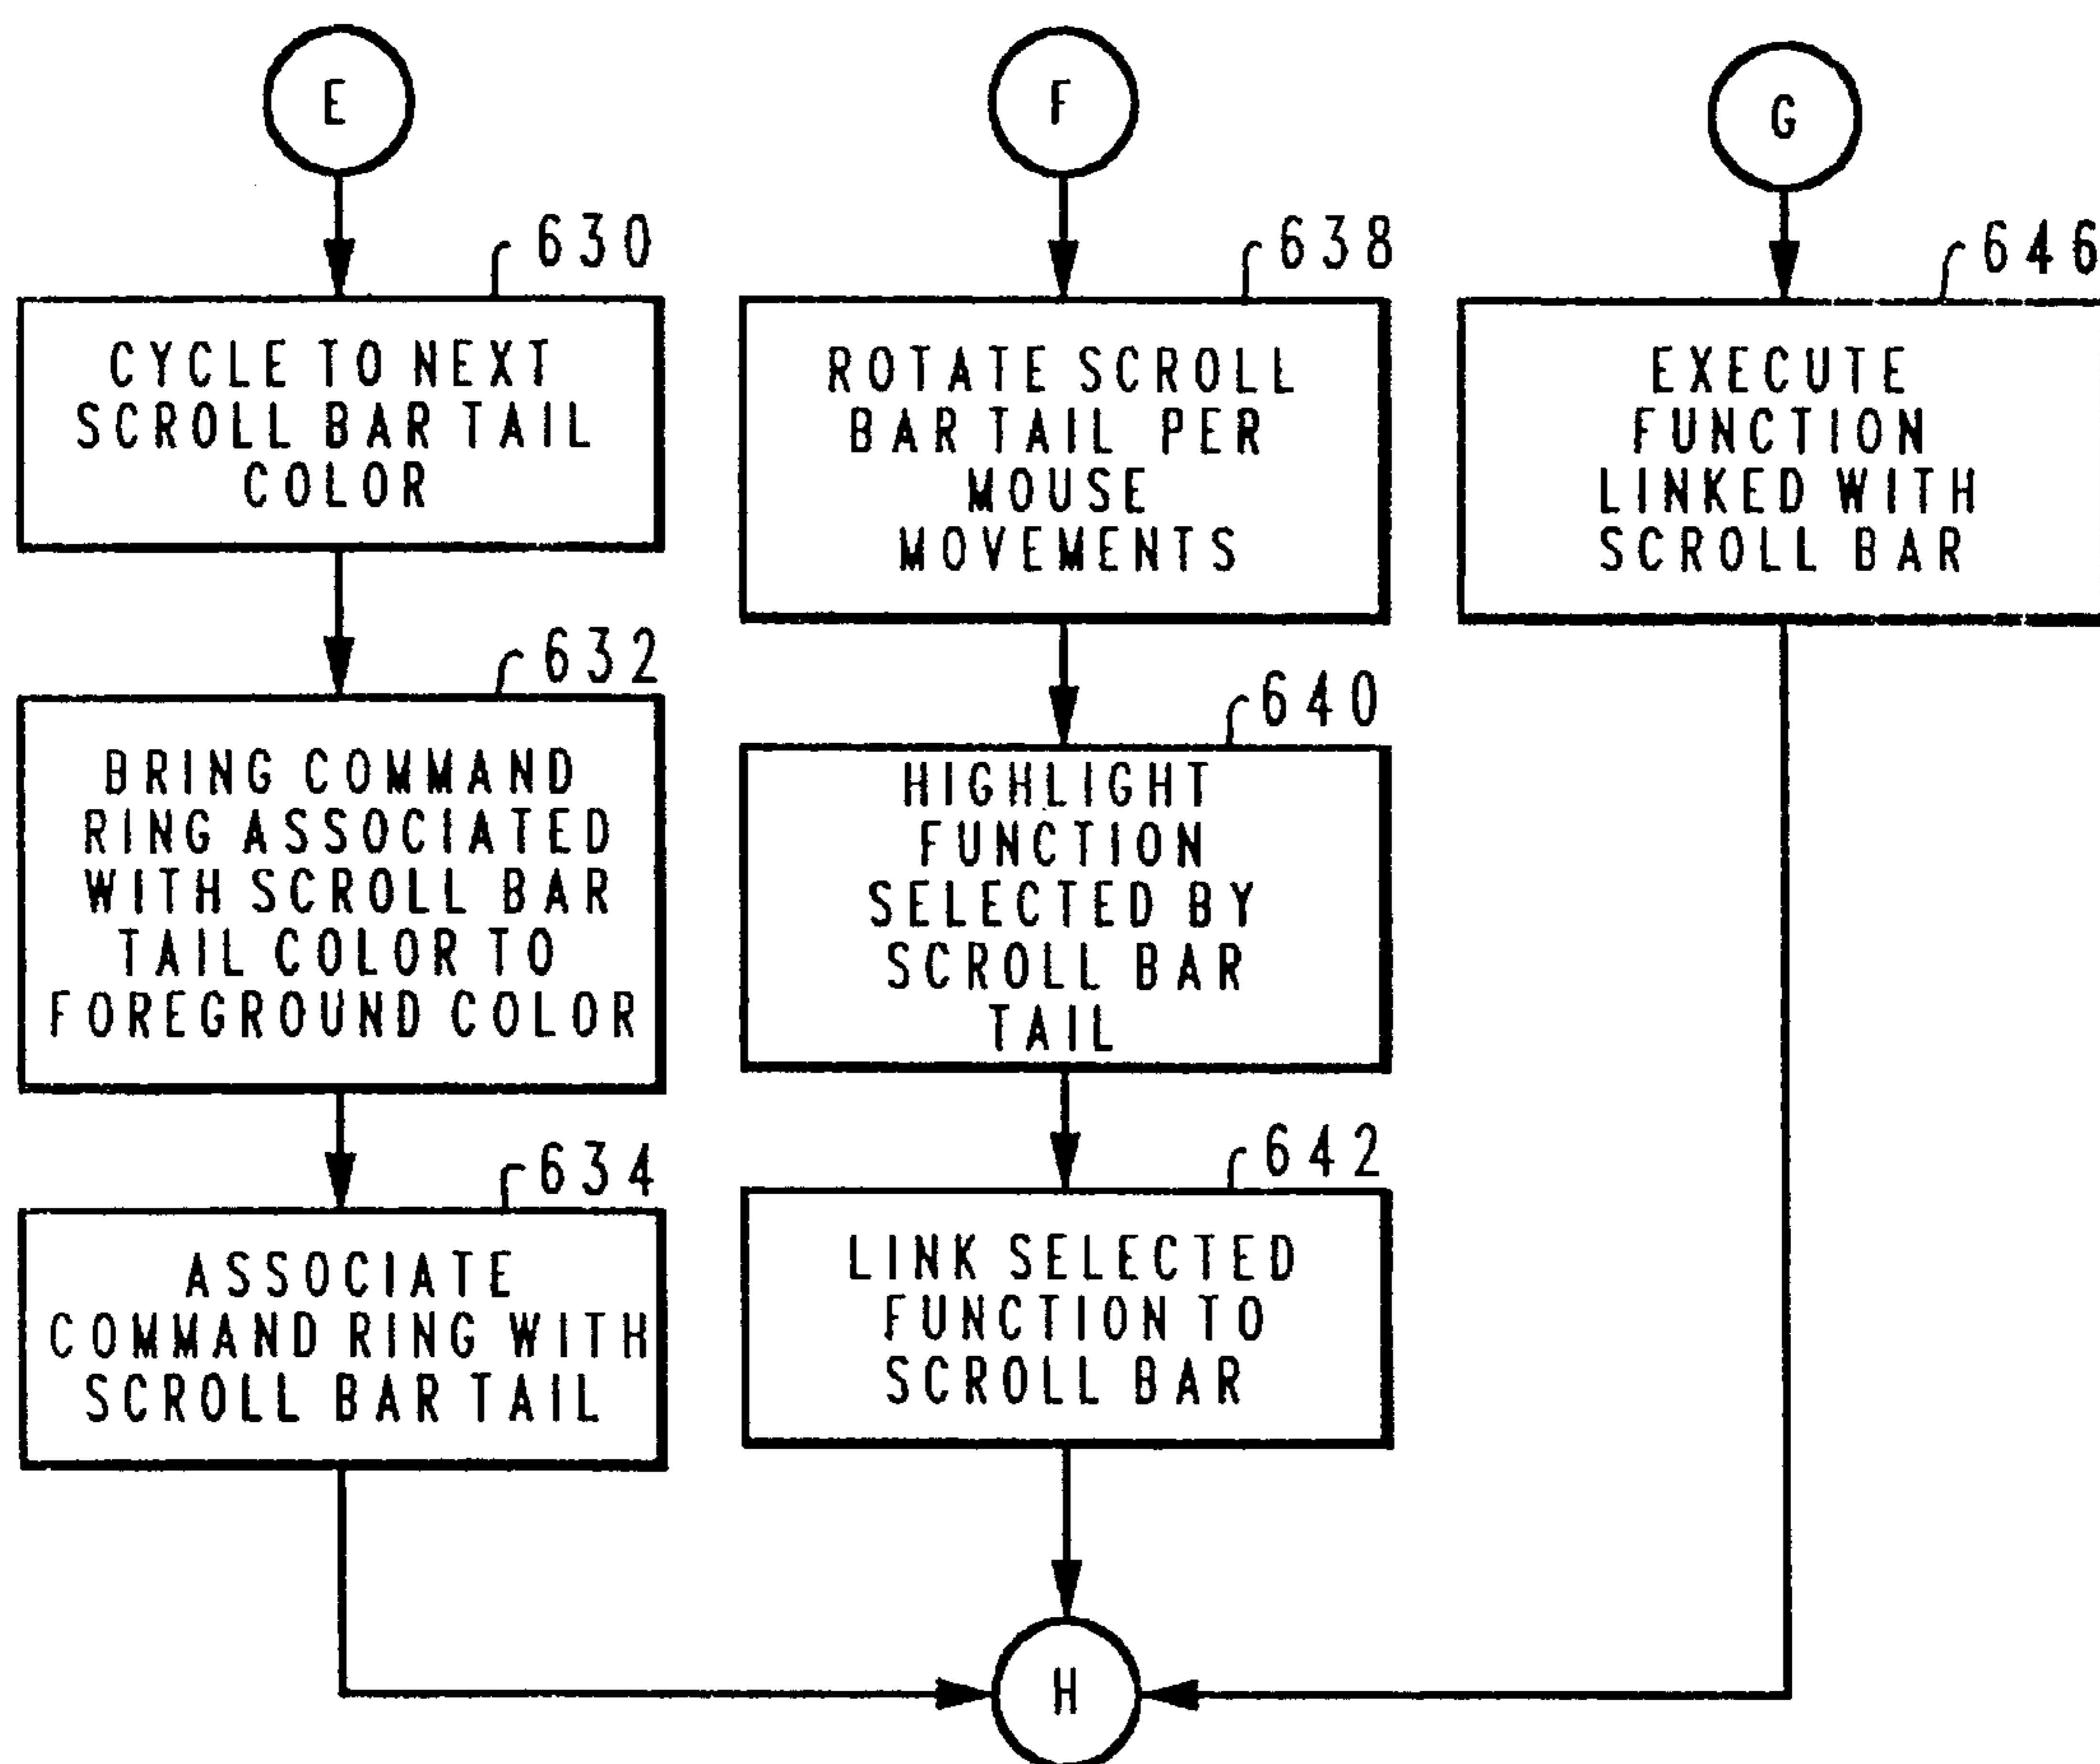 E
630
CYCLE TO NEXT
SCROLL BAR TAIL
COLOR
632
BRING COMMAND
RING ASSOCIATED
WITH SCROLL BAR
TAIL COLOR TO
FOREGROUND COLOR
634
ASSOCIATE
COMMAND RING WITH
SCROLL BAR TAIL
F
638
ROTATE SCROLL
BAR TAIL PER
MOUSE
MOVEMENTS
640
HIGHLIGHT
FUNCTION
SELECTED BY
SCROLL BAR
TAIL
642
LINK SELECTED
FUNCTION TO
SCROLL BAR
G
646
EXECUTE
FUNCTION
LINKED WITH
SCROLL BAR
H